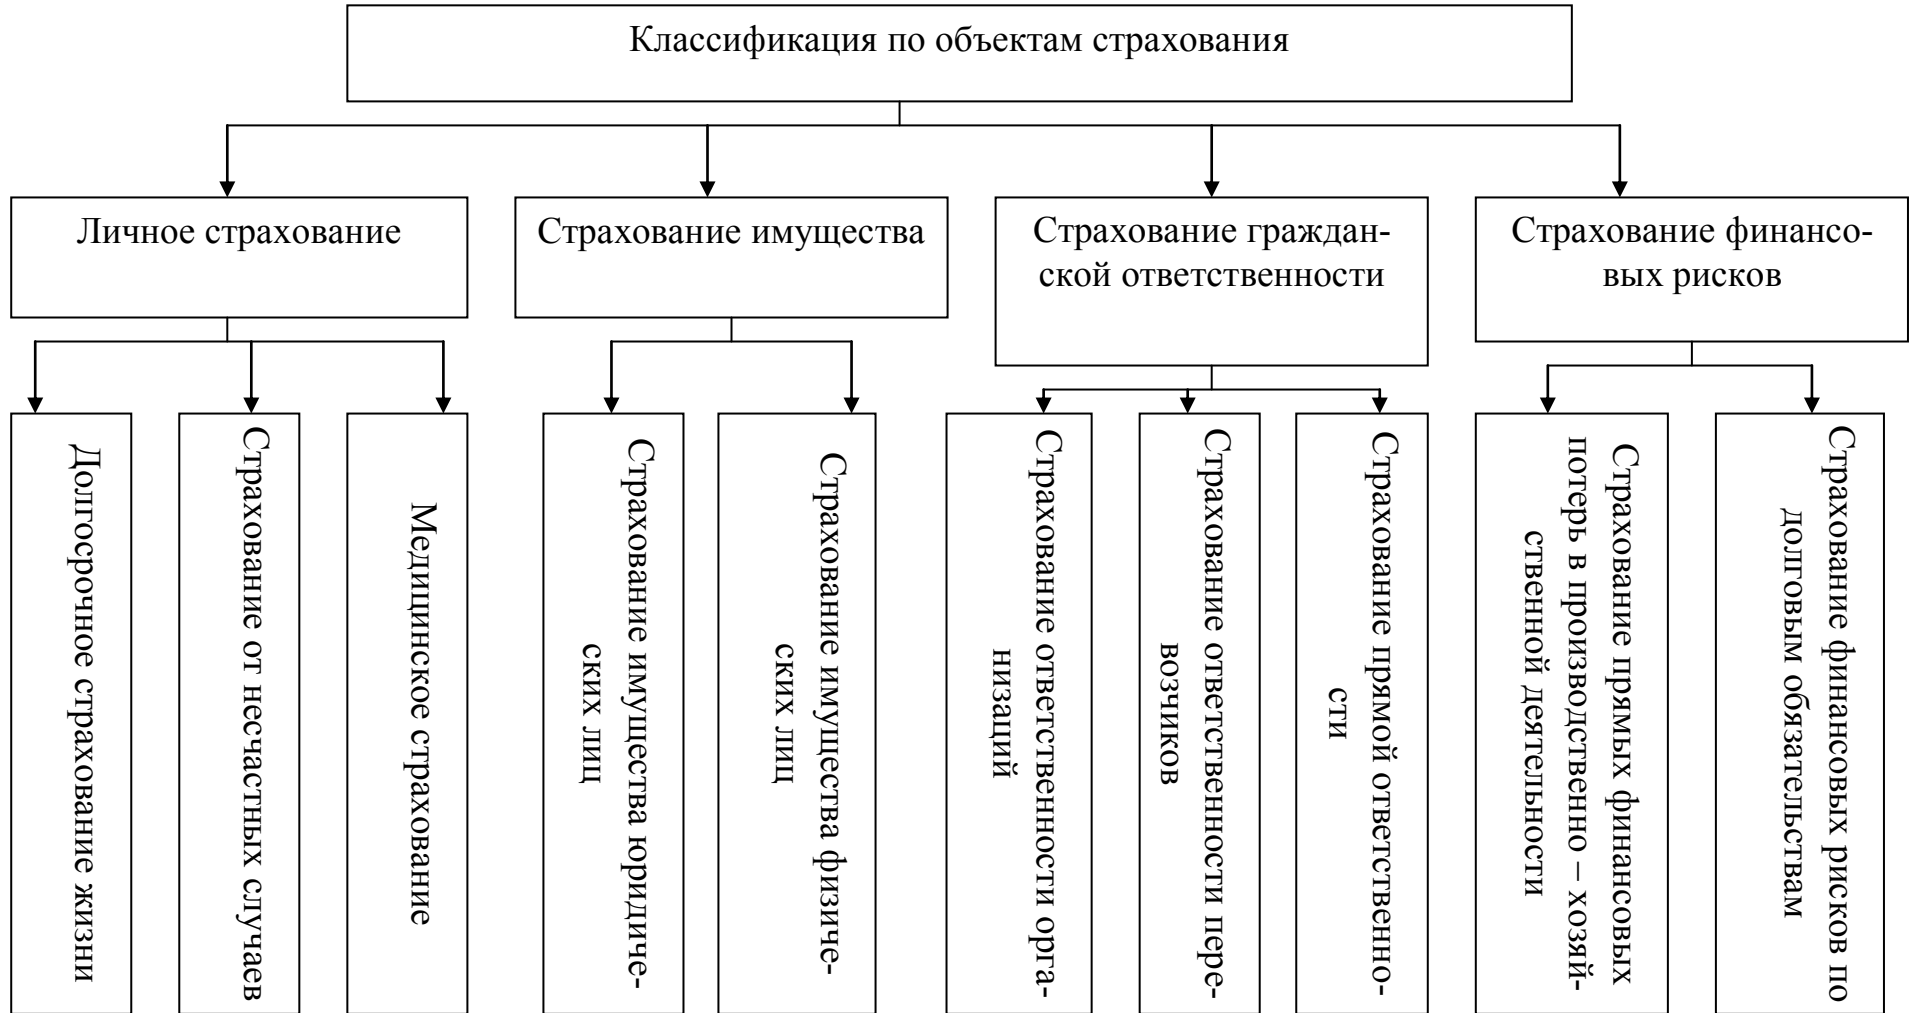 Классификация по объектам страхования
Личное страхование
Страхование имущества
Страхование граждан-
ской ответственности
Страхование финансо-
вых рисков
Долгосрочное страхование жизни
Страхование от несчастных случаев
Медицинское страхование
Страхование имущества юридиче-
ских лиц
Страхование имущества физиче-
ских лиц
Страхование ответственности орга-
низаций
Страхование ответственности пере-
возчиков
Страхование прямой ответственно-
сти
Страхование прямых финансовых
потерь в производственно – хозяй-
ственной деятельности
Страхование финансовых рисков по
долговым обязательствам